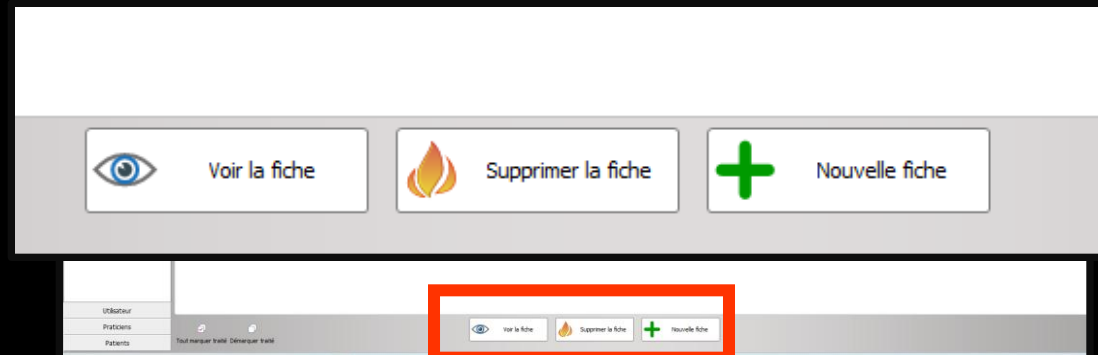 Voir la fiche
Supprimer la fiche
Nouvelle fiche
Utilisateur
Praticiens
Patients
Tout marquer traité Démarquer traité
Voir la fiche
Supprimer la fiche
Nouvelle fiche